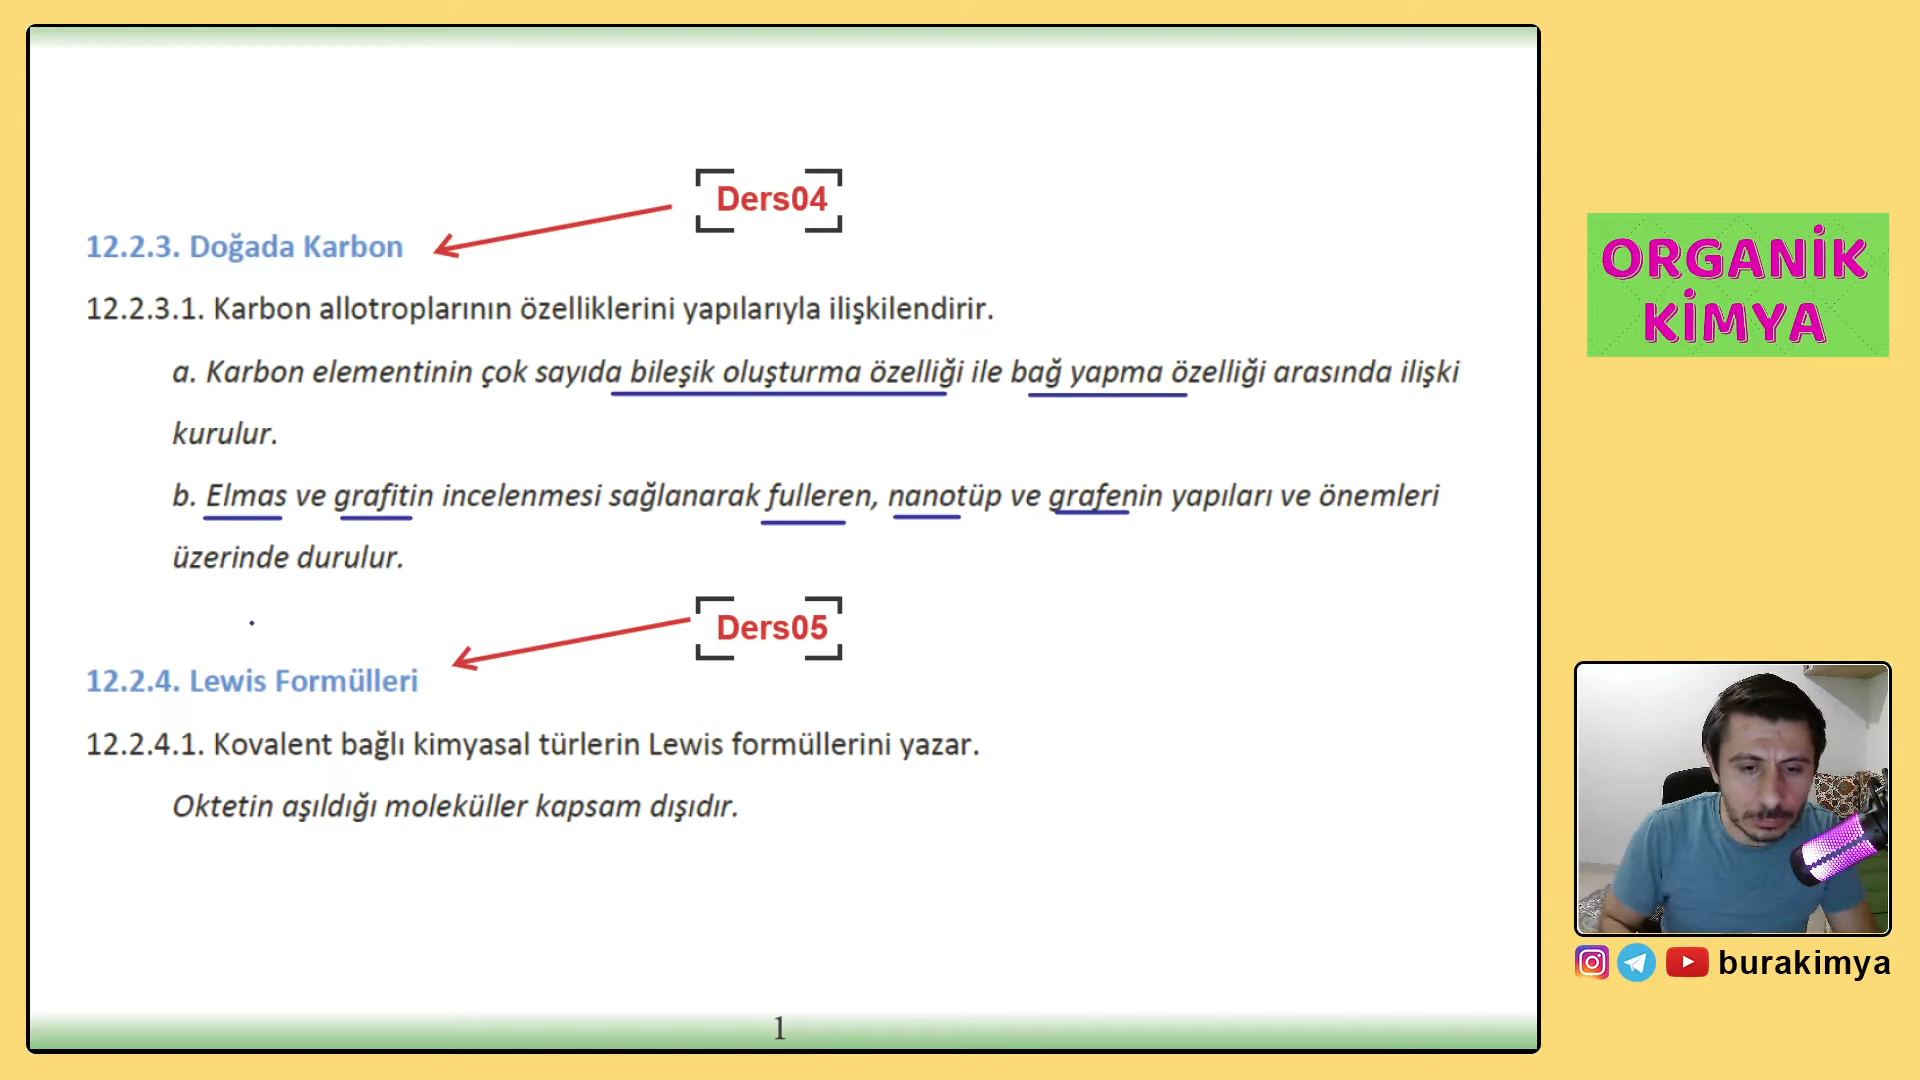 Ders04
12.2.3. Doğada Karbon
12.2.3.1. Karbon allotroplarının özelliklerini yapılarıyla ilişkilendirir.
a. Karbon elementinin çok sayıda bileşik oluşturma özelliği ile bağ yapma özelliği arasında ilişki
kurulur.
b. Elmas ve grafitin incelenmesi sağlanarak fulleren, nanotüp ve grafenin yapıları ve önemleri
üzerinde durulur.
Ders05
12.2.4. Lewis Formülleri
12.2.4.1. Kovalent bağlı kimyasal türlerin Lewis formüllerini yazar.
Oktetin aşıldığı moleküller kapsam dışıdır.
1
ORGANİK
KİMYA
burakimya